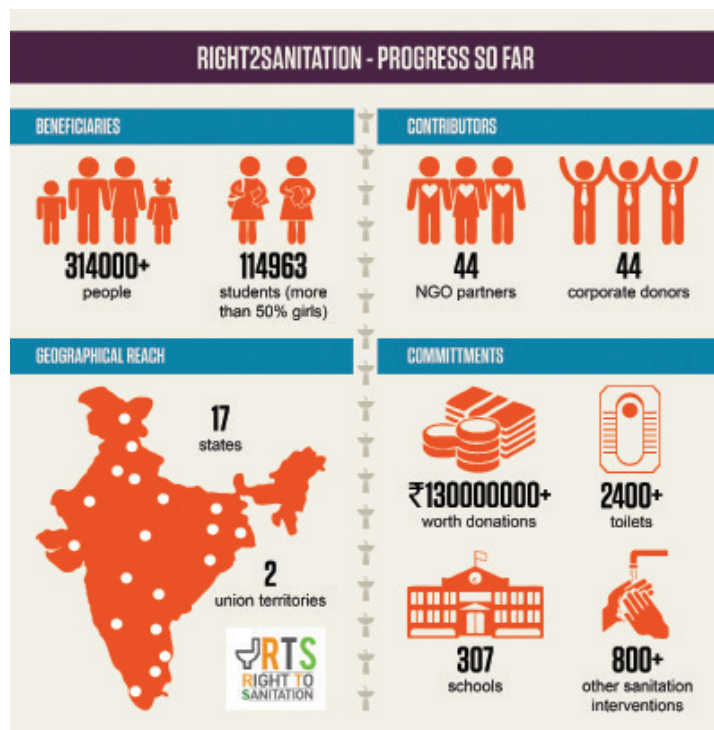 RIGHT2SANITATION - PROGRESS SO FAR
BENEFICIARIES
314000+
people
114963
students (more
than 50% girls)
CONTRIBUTORS
44
NGO partners
44
corporate donors
GEOGRAPHICAL REACH
17
states
2
union territories
RTS
RIGHT TO
SANITATION
COMMITTMENTS
₹130000000+
worth donations
2400+
toilets
307
schools
800+
other sanitation
interventions